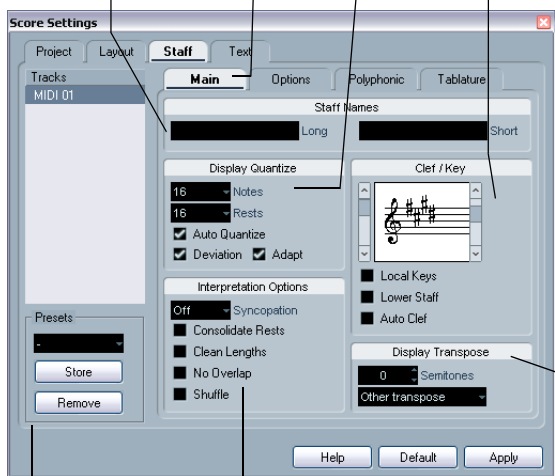 Score Settings
Project Layout Staff Text
Tracks
MIDI 01
Main Options Polyphonic Tablature
Staff Names
Long Short
Display Quantize
16 Notes
16 Rests
Auto Quantize
Deviation Adapt
Clef / Key
Local Keys
Lower Staff
Auto Clef
Interpretation Options
Off Syncopation
Consolidate Rests
Clean Lengths
No Overlap
Shuffle
Display Transpose
0 Semitones
Other transpose
Presets
-
Store
Remove
Help Default Apply